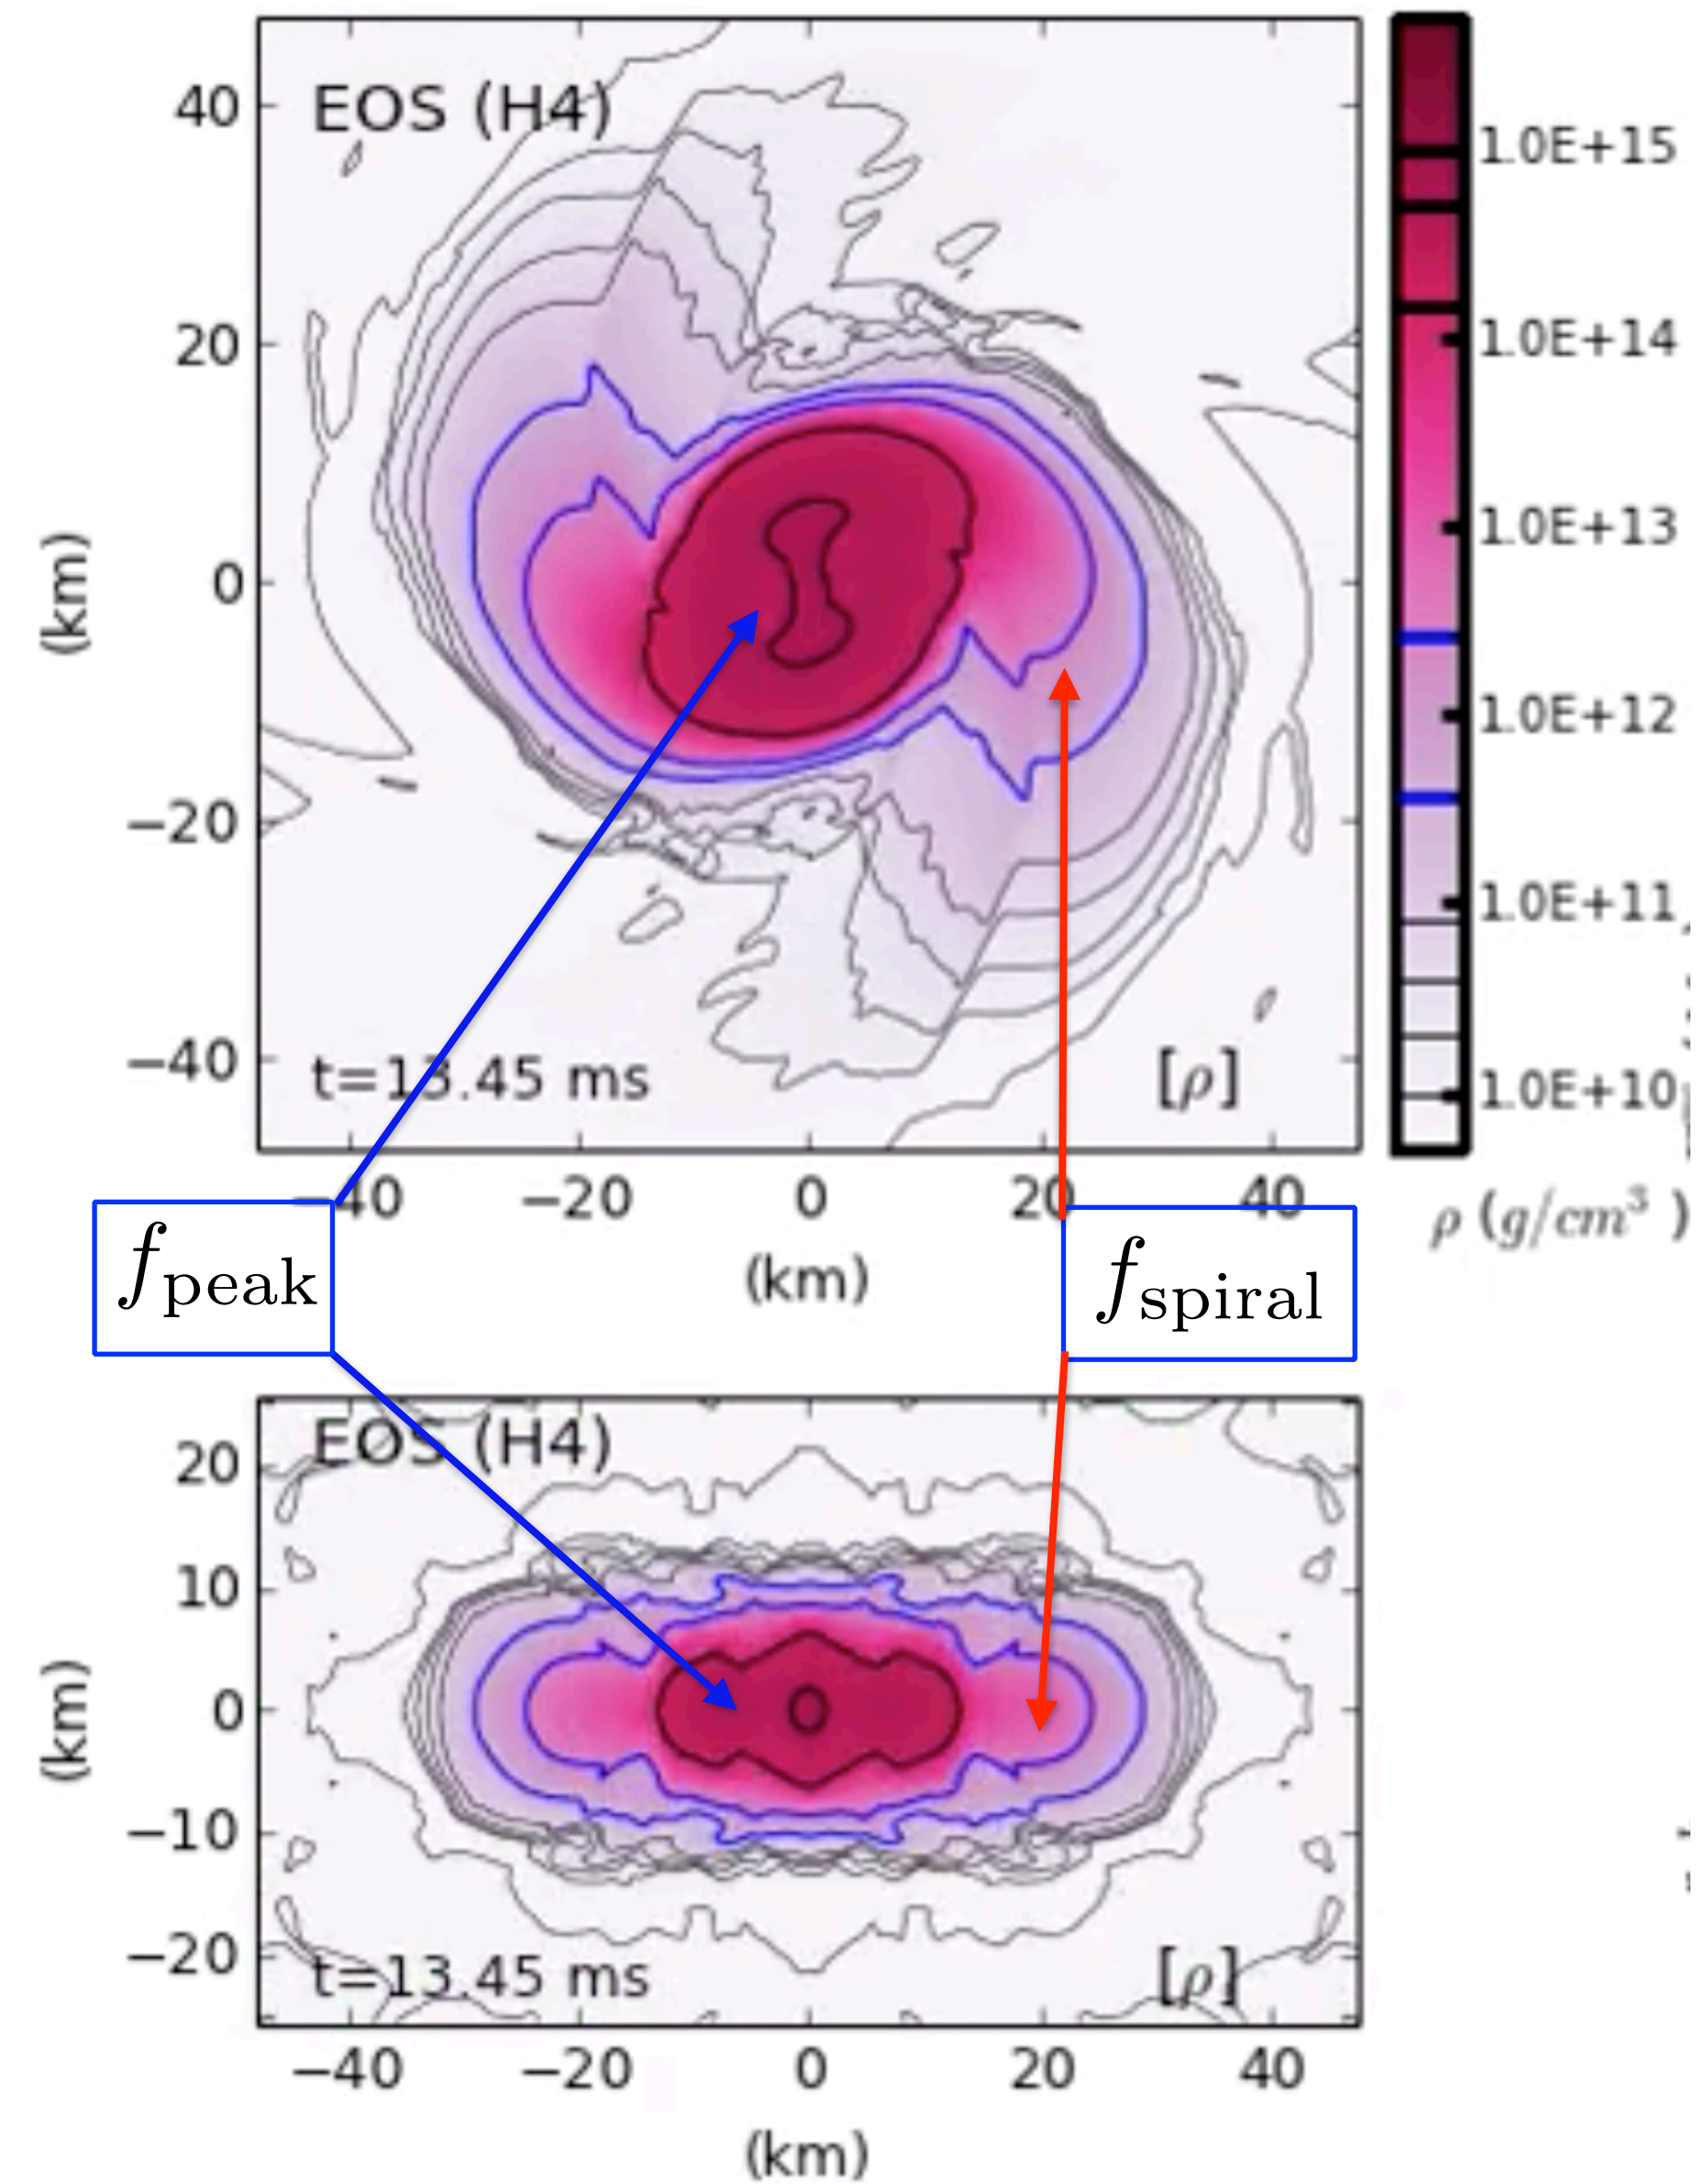 EOS (H4)
40
20
0
−20
−40
(km)
t=13.45 ms
[ρ]
−40
−20
0
20
40
(km)
1.0E+15
1.0E+14
1.0E+13
1.0E+12
1.0E+11
1.0E+10
ρ (g/cm³ )
f_peak
f_spiral
EOS (H4)
20
10
0
−10
−20
(km)
t=13.45 ms
[ρ]
−40
−20
0
20
40
(km)